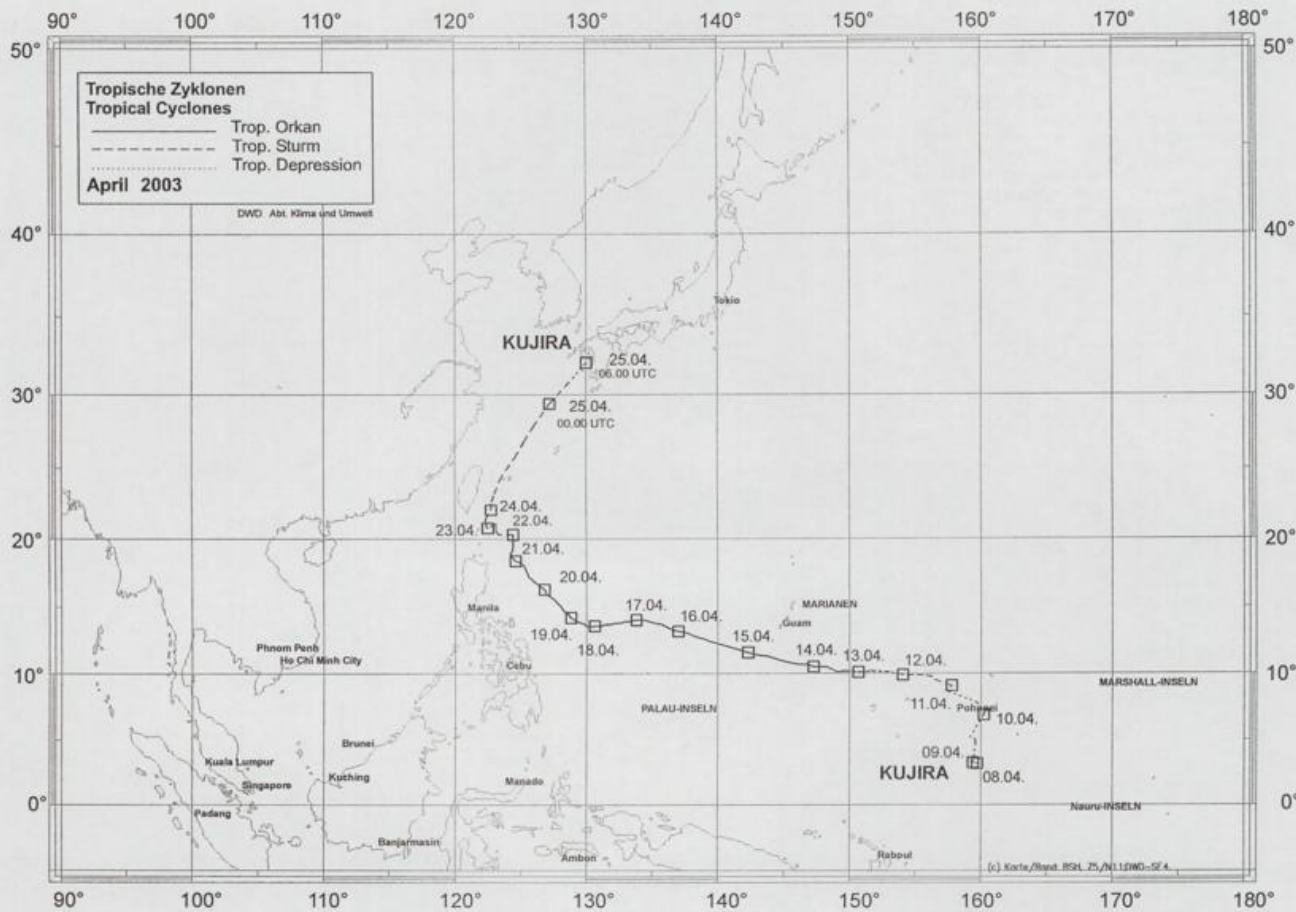 90° 100° 110° 120° 130° 140° 150° 160° 170° 180°
50° 50°
Tropische Zyklonen
Tropical Cyclones
Trop. Orkan
Trop. Sturm
Trop. Depression
April 2003
DWD Abt. Klima und Umwelt
40° 40°
Tokio
KUJIRA
25.04.
06.00 UTC
30° 30°
25.04.
00.00 UTC
24.04.
23.04. 22.04.
20° 20°
21.04.
20.04.
Manila
17.04.
MARIANEN
16.04.
Guam
19.04.
18.04.
15.04.
Phnom Penh
Ho Chi Minh City
Cebu
14.04. 13.04. 12.04.
10° 10°
MARSHALL-INSELN
11.04. Pohnpei
PALAU-INSELN
10.04.
Brunei
09.04.
Kuala Lumpur
KUJIRA 08.04.
Kuching
Manado
Singapore
0° 0°
Nauru-INSELN
Padang
Banjarmasin
Ambon
Raboul
(c) Karte/Rand: BSH,
90° 100° 110° 120° 130° 140° 150° 160° 170° 180°